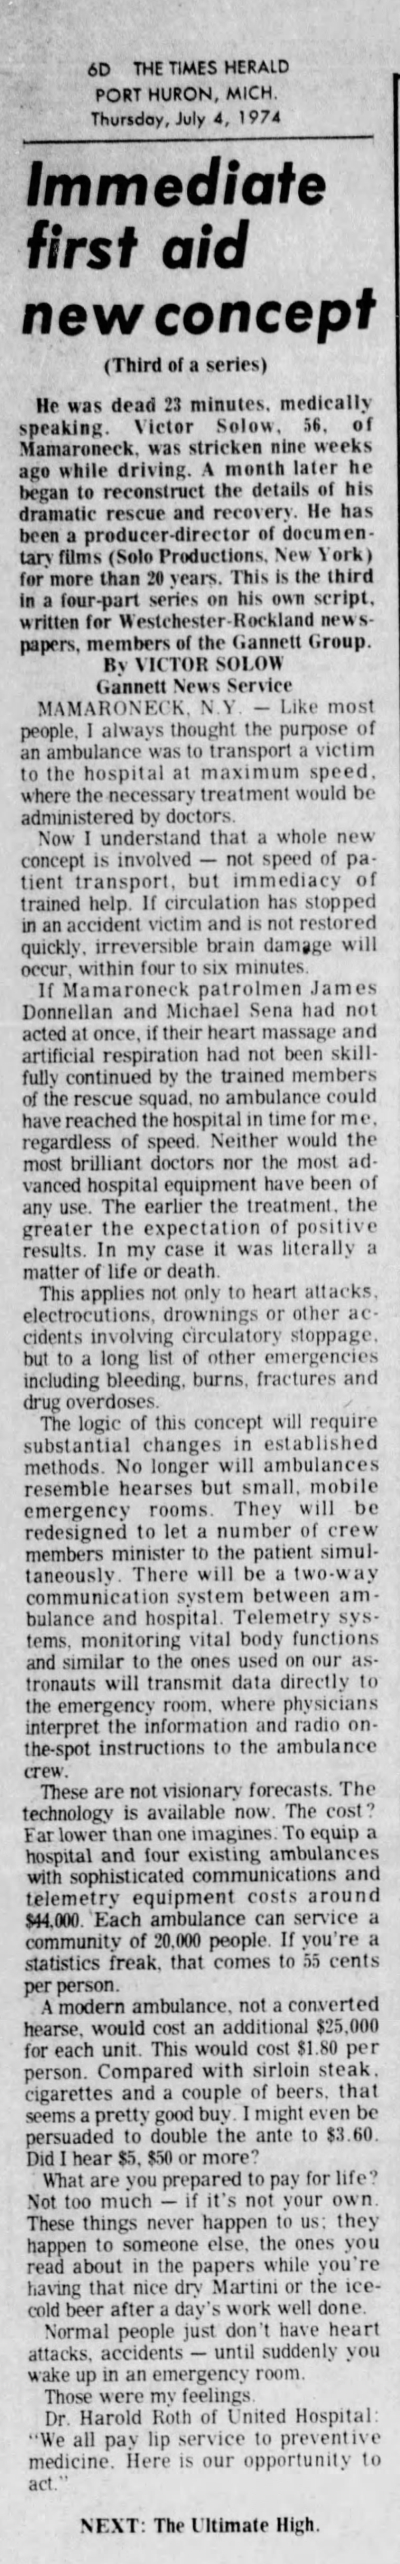 6D THE TIMES HERALD
PORT HURON, MICH.
Thursday, July 4, 1974
Immediate
first aid
new concept
(Third of a series)
He was dead 23 minutes, medically
speaking. Victor Solow, 56, of
Mamaroneck, was stricken nine weeks
ago while driving. A month later he
began to reconstruct the details of his
dramatic rescue and recovery. He has
been a producer-director of documen-
tary films (Solo Productions, New York)
for more than 20 years. This is the third
in a four-part series on his own script,
written for Westchester-Rockland news-
papers, members of the Gannett Group.
By VICTOR SOLOW
Gannett News Service
MAMARONECK, N.Y. — Like most
people, I always thought the purpose of
an ambulance was to transport a victim
to the hospital at maximum speed,
where the necessary treatment would be
administered by doctors.
Now I understand that a whole new
concept is involved — not speed of pa-
tient transport, but immediacy of
trained help. If circulation has stopped
in an accident victim and is not restored
quickly, irreversible brain damage will
occur, within four to six minutes.
If Mamaroneck patrolmen James
Donnellan and Michael Sena had not
acted at once, if their heart massage and
artificial respiration had not been skill-
fully continued by the trained members
of the rescue squad, no ambulance could
have reached the hospital in time for me,
regardless of speed. Neither would the
most brilliant doctors nor the most ad-
vanced hospital equipment have been of
any use. The earlier the treatment, the
greater the expectation of positive
results. In my case it was literally a
matter of life or death.
This applies not only to heart attacks,
electrocutions, drownings or other ac-
cidents involving circulatory stoppage,
but to a long list of other emergencies
including bleeding, burns, fractures and
drug overdoses.
The logic of this concept will require
substantial changes in established
methods. No longer will ambulances
resemble hearses but small, mobile
emergency rooms. They will be
redesigned to let a number of crew
members minister to the patient simul-
taneously. There will be a two-way
communication system between am-
bulance and hospital. Telemetry sys-
tems, monitoring vital body functions
and similar to the ones used on our as-
tronauts will transmit data directly to
the emergency room, where physicians
interpret the information and radio on-
the-spot instructions to the ambulance
crew.
These are not visionary forecasts. The
technology is available now. The cost?
Far lower than one imagines. To equip a
hospital and four existing ambulances
with sophisticated communications and
telemetry equipment costs around
$44,000. Each ambulance can service a
community of 20,000 people. If you're a
statistics freak, that comes to 55 cents
per person.
A modern ambulance, not a converted
hearse, would cost an additional $25,000
for each unit. This would cost $1.80 per
person. Compared with sirloin steak,
cigarettes and a couple of beers, that
seems a pretty good buy. I might even be
persuaded to double the ante to $3.60.
Did I hear $5, $50 or more?
What are you prepared to pay for life?
Not too much — if it's not your own.
These things never happen to us; they
happen to someone else, the ones you
read about in the papers while you're
having that nice dry Martini or the ice-
cold beer after a day's work well done.
Normal people just don't have heart
attacks, accidents — until suddenly you
wake up in an emergency room.
Those were my feelings.
Dr. Harold Roth of United Hospital:
"We all pay lip service to preventive
medicine. Here is our opportunity to
act."
NEXT: The Ultimate High.